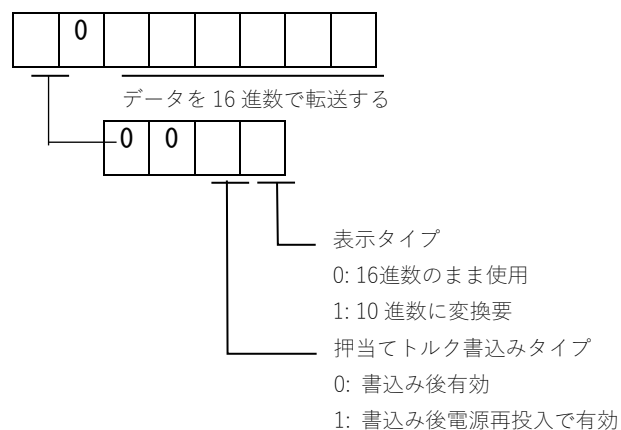 0
データを 16 進数で転送する
0 0
表示タイプ
0: 16進数のまま使用
1: 10 進数に変換要
押当てトルク書込みタイプ
0: 書込み後有効
1: 書込み後電源再投入で有効